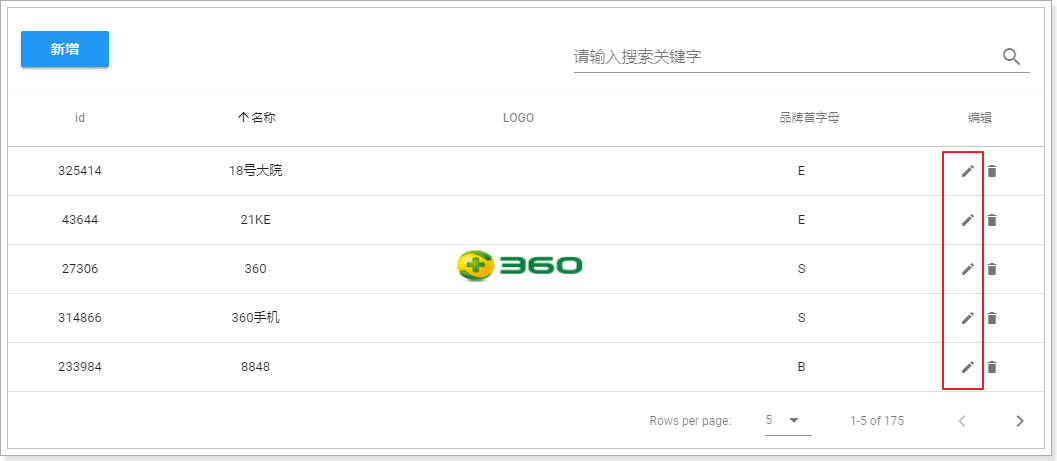 新增
请输入搜索关键字
id 名称 LOGO 品牌首字母 编辑
325414 18号大院 E
43644 21KE E
27306 360 360 S
314866 360手机 S
233984 8848 B
Rows per page: 5 1-5 of 175